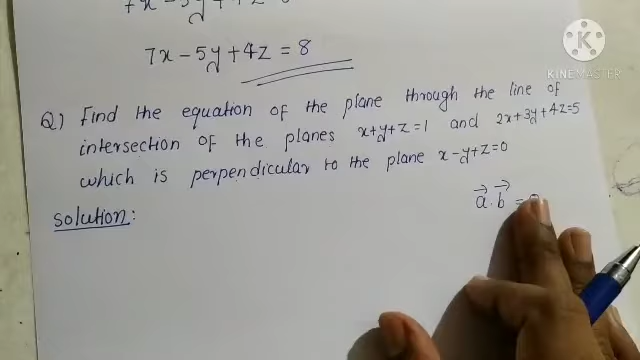 7x - 5y + 4z = 8
KINEMASTER
Q) Find the equation of the plane through the line of
intersection of the planes x+y+z=1 and 2x+3y+4z=5
which is perpendicular to the plane x-y+z=0
Solution:
a⃗ . b⃗ =